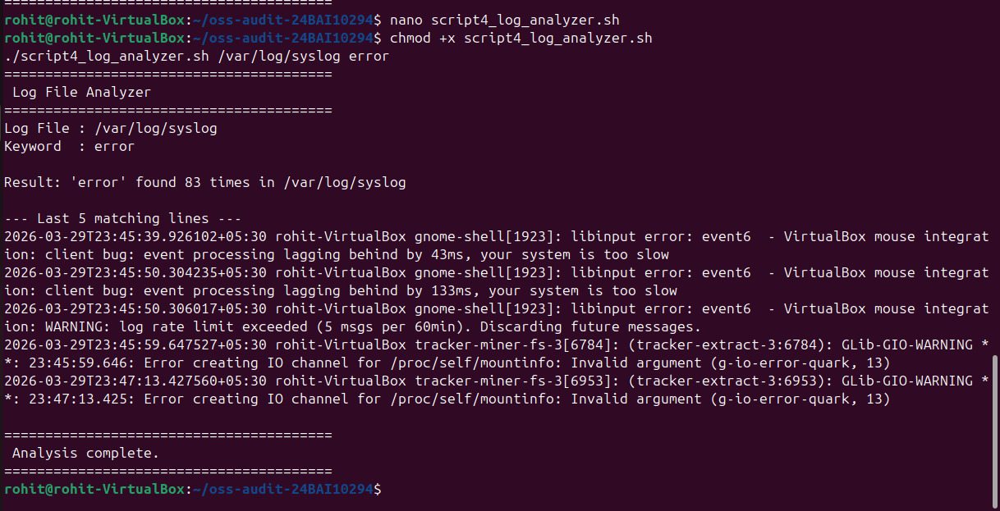 ========================================
rohit@rohit-VirtualBox:~/oss-audit-24BAI10294$ nano script4_log_analyzer.sh
rohit@rohit-VirtualBox:~/oss-audit-24BAI10294$ chmod +x script4_log_analyzer.sh
./script4_log_analyzer.sh /var/log/syslog error
========================================
 Log File Analyzer
========================================
Log File : /var/log/syslog
Keyword  : error

Result: 'error' found 83 times in /var/log/syslog

--- Last 5 matching lines ---
2026-03-29T23:45:39.926102+05:30 rohit-VirtualBox gnome-shell[1923]: libinput error: event6  - VirtualBox mouse integrat
ion: client bug: event processing lagging behind by 43ms, your system is too slow
2026-03-29T23:45:50.304235+05:30 rohit-VirtualBox gnome-shell[1923]: libinput error: event6  - VirtualBox mouse integrat
ion: client bug: event processing lagging behind by 133ms, your system is too slow
2026-03-29T23:45:50.306017+05:30 rohit-VirtualBox gnome-shell[1923]: libinput error: event6  - VirtualBox mouse integrat
ion: WARNING: log rate limit exceeded (5 msgs per 60min). Discarding future messages.
2026-03-29T23:45:59.647527+05:30 rohit-VirtualBox tracker-miner-fs-3[6784]: (tracker-extract-3:6784): GLib-GIO-WARNING *
*: 23:45:59.646: Error creating IO channel for /proc/self/mountinfo: Invalid argument (g-io-error-quark, 13)
2026-03-29T23:47:13.427560+05:30 rohit-VirtualBox tracker-miner-fs-3[6953]: (tracker-extract-3:6953): GLib-GIO-WARNING *
*: 23:47:13.425: Error creating IO channel for /proc/self/mountinfo: Invalid argument (g-io-error-quark, 13)

========================================
 Analysis complete.
========================================
rohit@rohit-VirtualBox:~/oss-audit-24BAI10294$